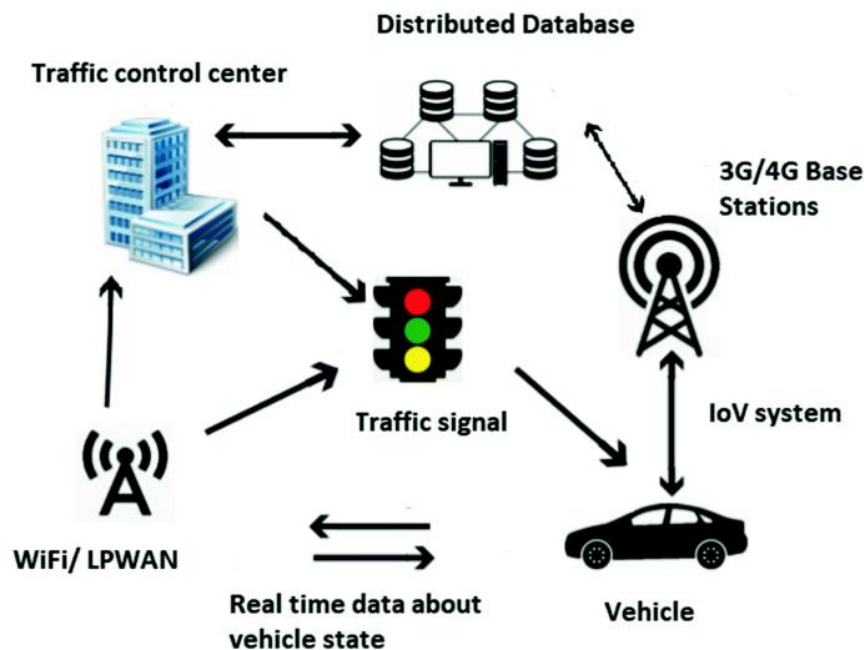 Distributed Database
Traffic control center
3G/4G Base
Stations
Traffic signal
IoV system
WiFi/ LPWAN
Real time data about
vehicle state
Vehicle